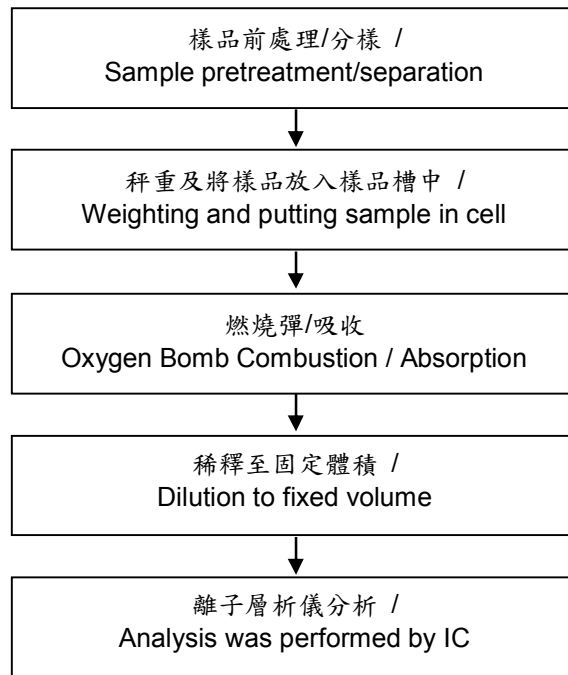 樣品前處理/分樣 /
Sample pretreatment/separation
秤重及將樣品放入樣品槽中 /
Weighting and putting sample in cell
燃燒彈/吸收
Oxygen Bomb Combustion / Absorption
稀釋至固定體積 /
Dilution to fixed volume
離子層析儀分析 /
Analysis was performed by IC